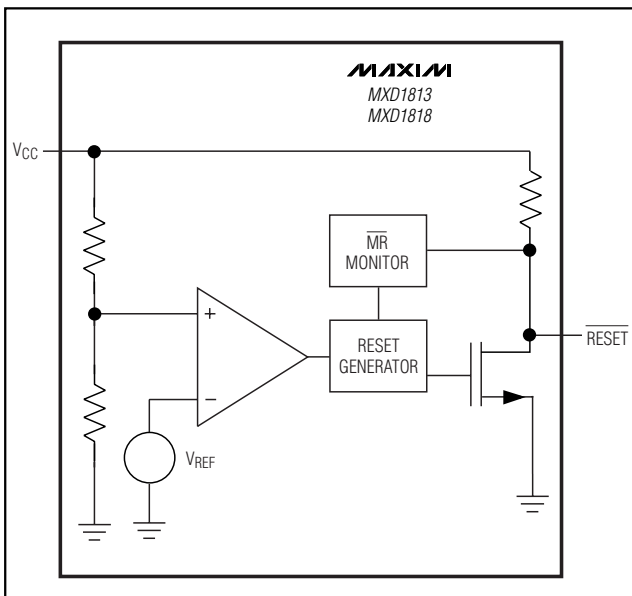 MAXIM
MXD1813
MXD1818
VCC
MR
MONITOR
+
RESET
GENERATOR
RESET
−
VREF